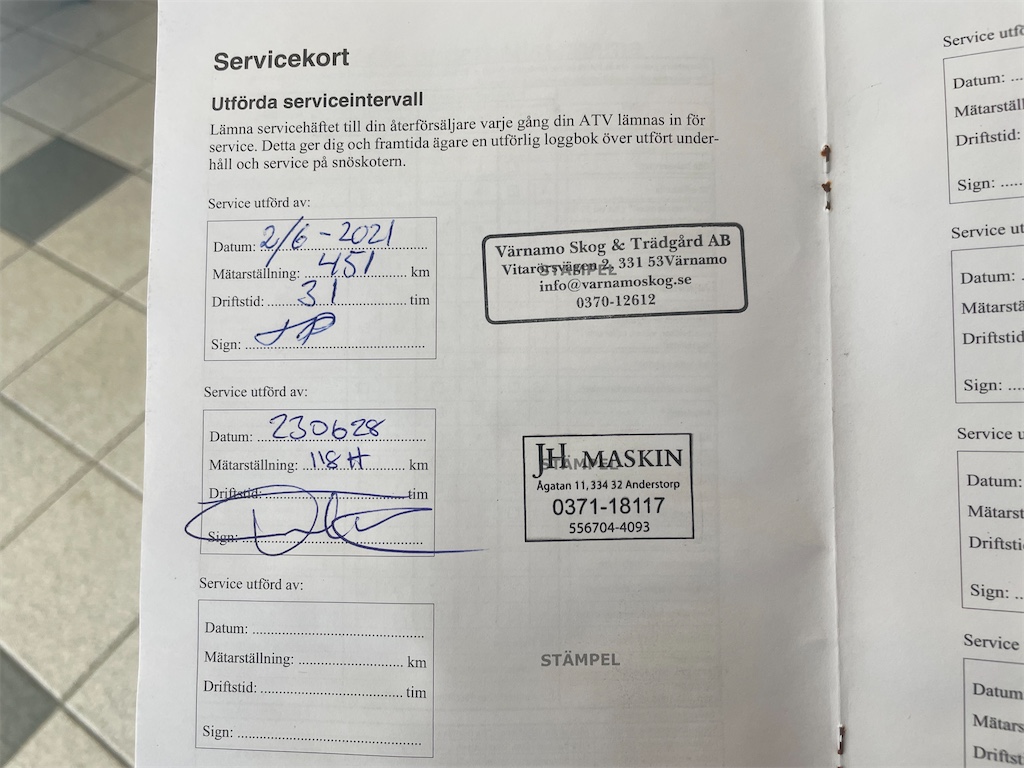 Servicekort
Utförda serviceintervall
Lämna servicehäftet till din återförsäljare varje gång din ATV lämnas in för
service. Detta ger dig och framtida ägare en utförlig loggbok över utfört under-
håll och service på snöskotern.
Service utförd av:
Datum: 2/6 - 2021
Mätarställning: 451 km
Driftstid: 31 tim
Sign:
STÄMPEL
Värnamo Skog & Trädgård AB
Vitarörsvägen 2, 331 53Värnamo
info@varnamoskog.se
0370-12612
Service utförd av:
Datum: 230628
Mätarställning: 118 H km
Driftstid: tim
Sign:
STÄMPEL
JH MASKIN
Ågatan 11, 334 32 Anderstorp
0371-18117
556704-4093
Service utförd av:
Datum:
Mätarställning: km
Driftstid: tim
Sign:
STÄMPEL
Service utfö
Datum:
Mätarställ
Driftstid:
Sign:
Service ut
Datum:
Mätarstä
Driftstid
Sign:
Service u
Datum:
Mätarst
Driftsti
Sign:
Service
Datum
Mätars
Driftst